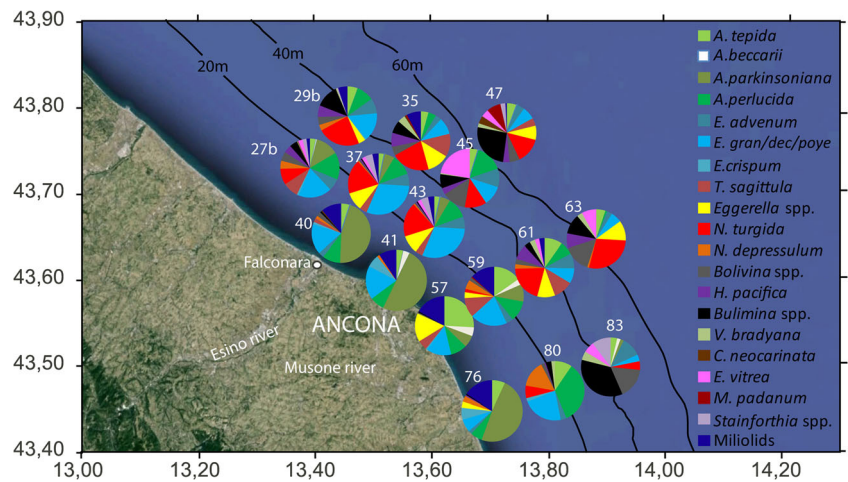 43,90
43,80
43,70
43,60
43,50
43,40
13,00
13,20
13,40
13,60
13,80
14,00
14,20
20m
40m
60m
29b
35
47
27b
37
45
43
40
63
61
41
59
57
83
80
76
Falconara
ANCONA
Esino river
Musone river
A. tepida
A.beccarii
A.parkinsoniana
A.perlucida
E. advenum
E. gran/dec/poye
E.crispum
T. sagittula
Eggerella spp.
N. turgida
N. depressulum
Bolivina spp.
H. pacifica
Bulimina spp.
V. bradyana
C. neocarinata
E. vitrea
M. padanum
Stainforthia spp.
Miliolids